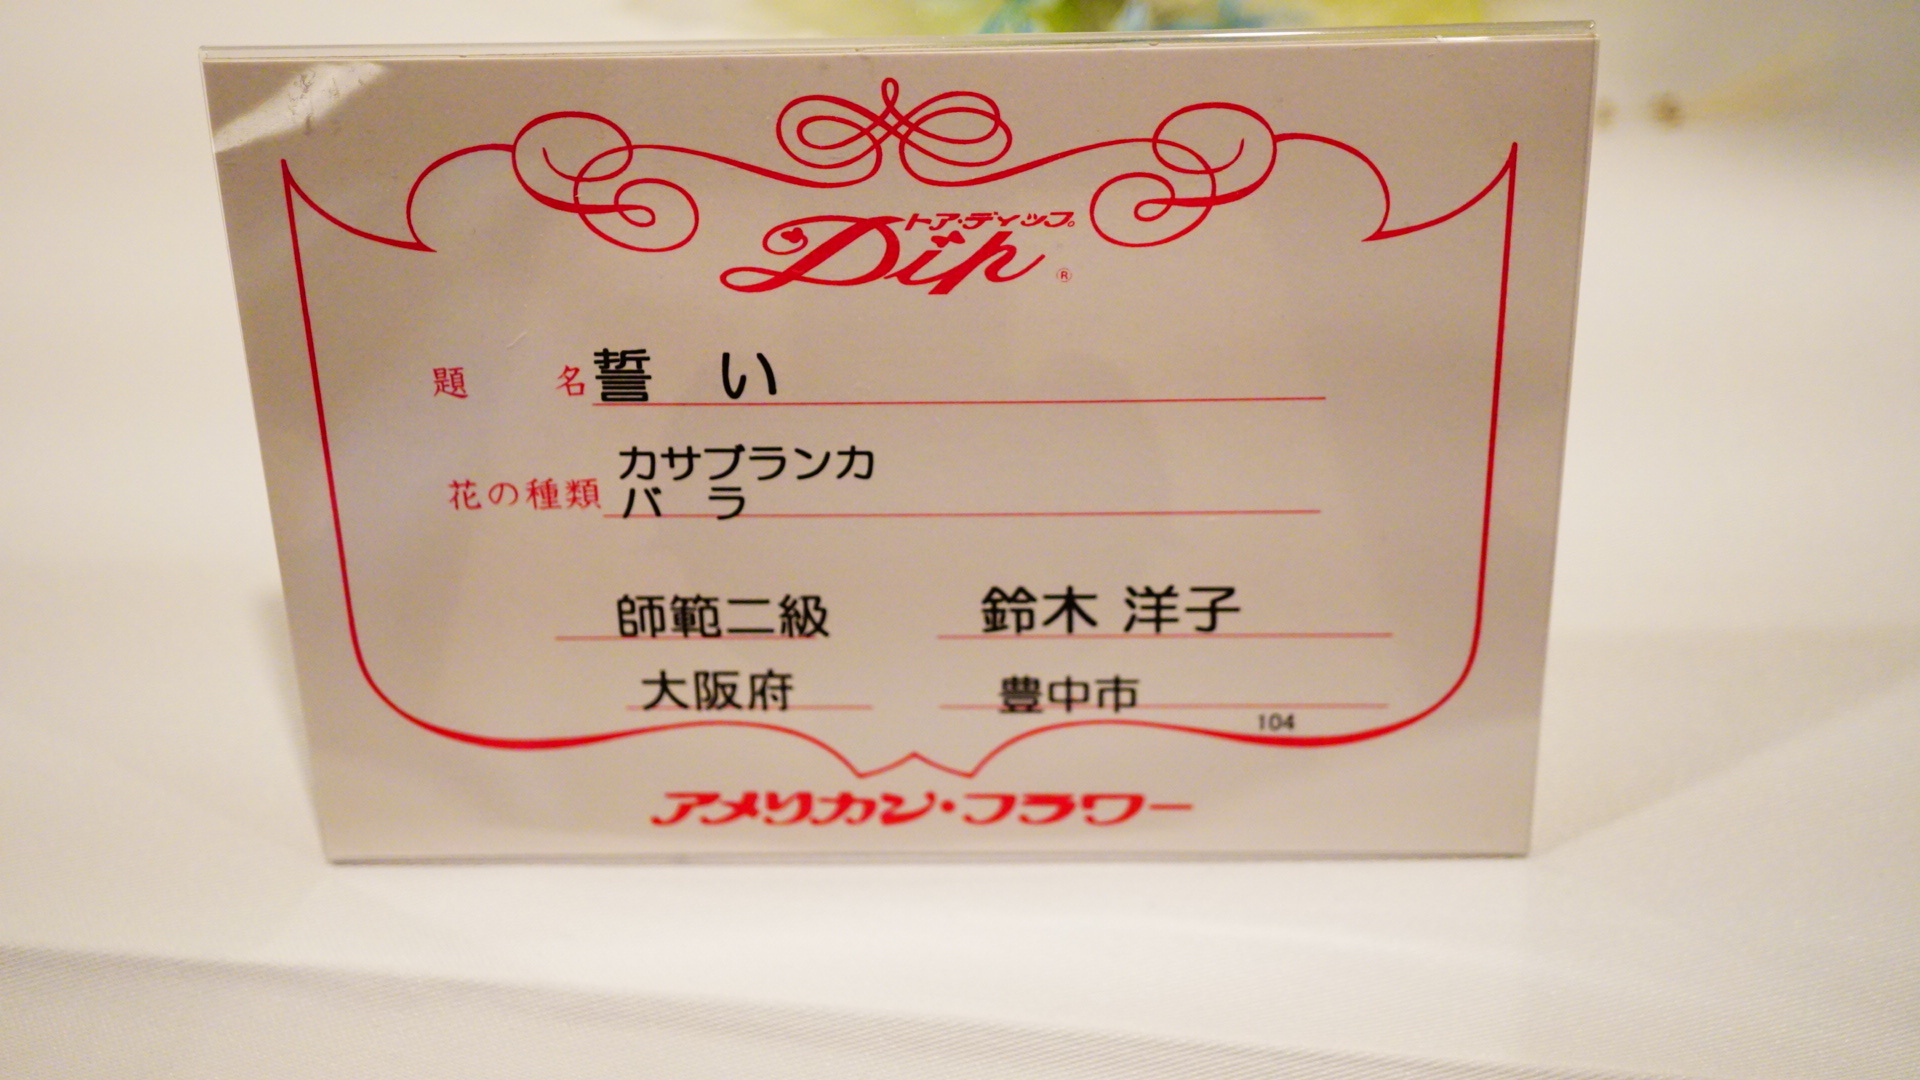 トア・ディップ
Dip ®
題 名 誓 い
花の種類 カサブランカ
バ ラ
師範二級 鈴木 洋子
大阪府 豊中市
104
アメリカン・フラワー